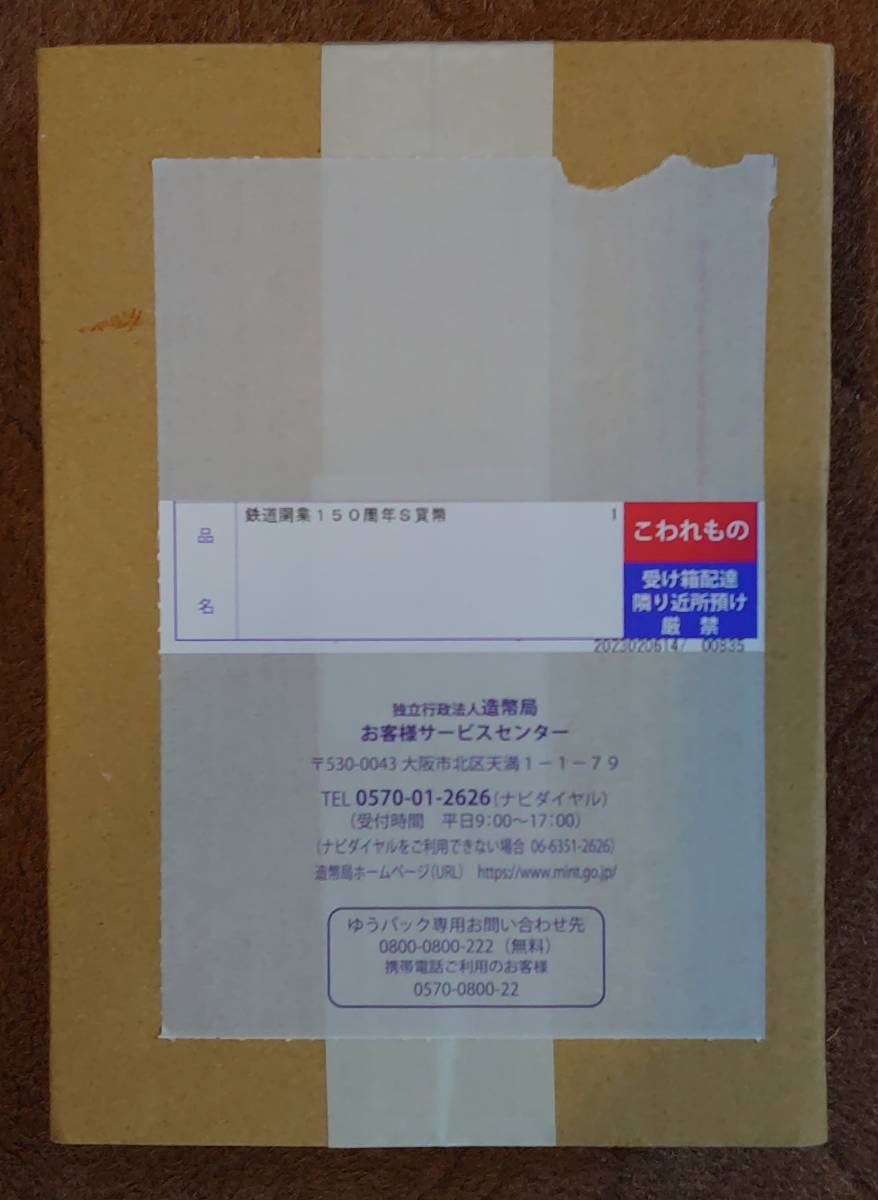 品名
鉄道開業１５０周年Ｓ貨幣 1
こわれもの
受け箱配達
隣り近所預け
厳 禁
2023020614/ 00835
独立行政法人造幣局
お客様サービスセンター
〒530-0043 大阪市北区天満１－１－７９
TEL 0570-01-2626（ナビダイヤル）
（受付時間 平日9：00～17：00）
（ナビダイヤルをご利用できない場合 06-6351-2626）
造幣局ホームページ（URL） https://www.mint.go.jp/
ゆうパック専用お問い合わせ先
0800-0800-222（無料）
携帯電話ご利用のお客様
0570-0800-22